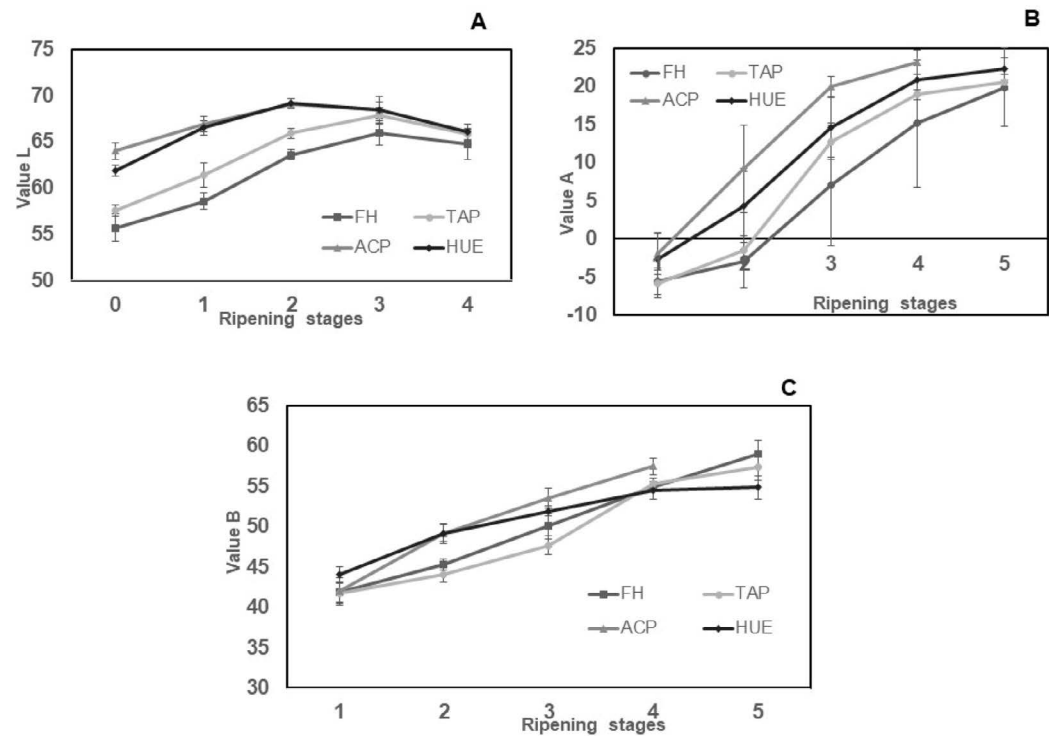 A
75
70
65
60
55
50
Value L
FH TAP
ACP HUE
0 1 2 3 4
Ripening stages
B
25
20
15
10
5
0
-5
-10
Value A
FH TAP
ACP HUE
3 4 5
Ripening stages
C
65
60
55
50
45
40
35
30
Value B
FH TAP
ACP HUE
1 2 3 4 5
Ripening stages